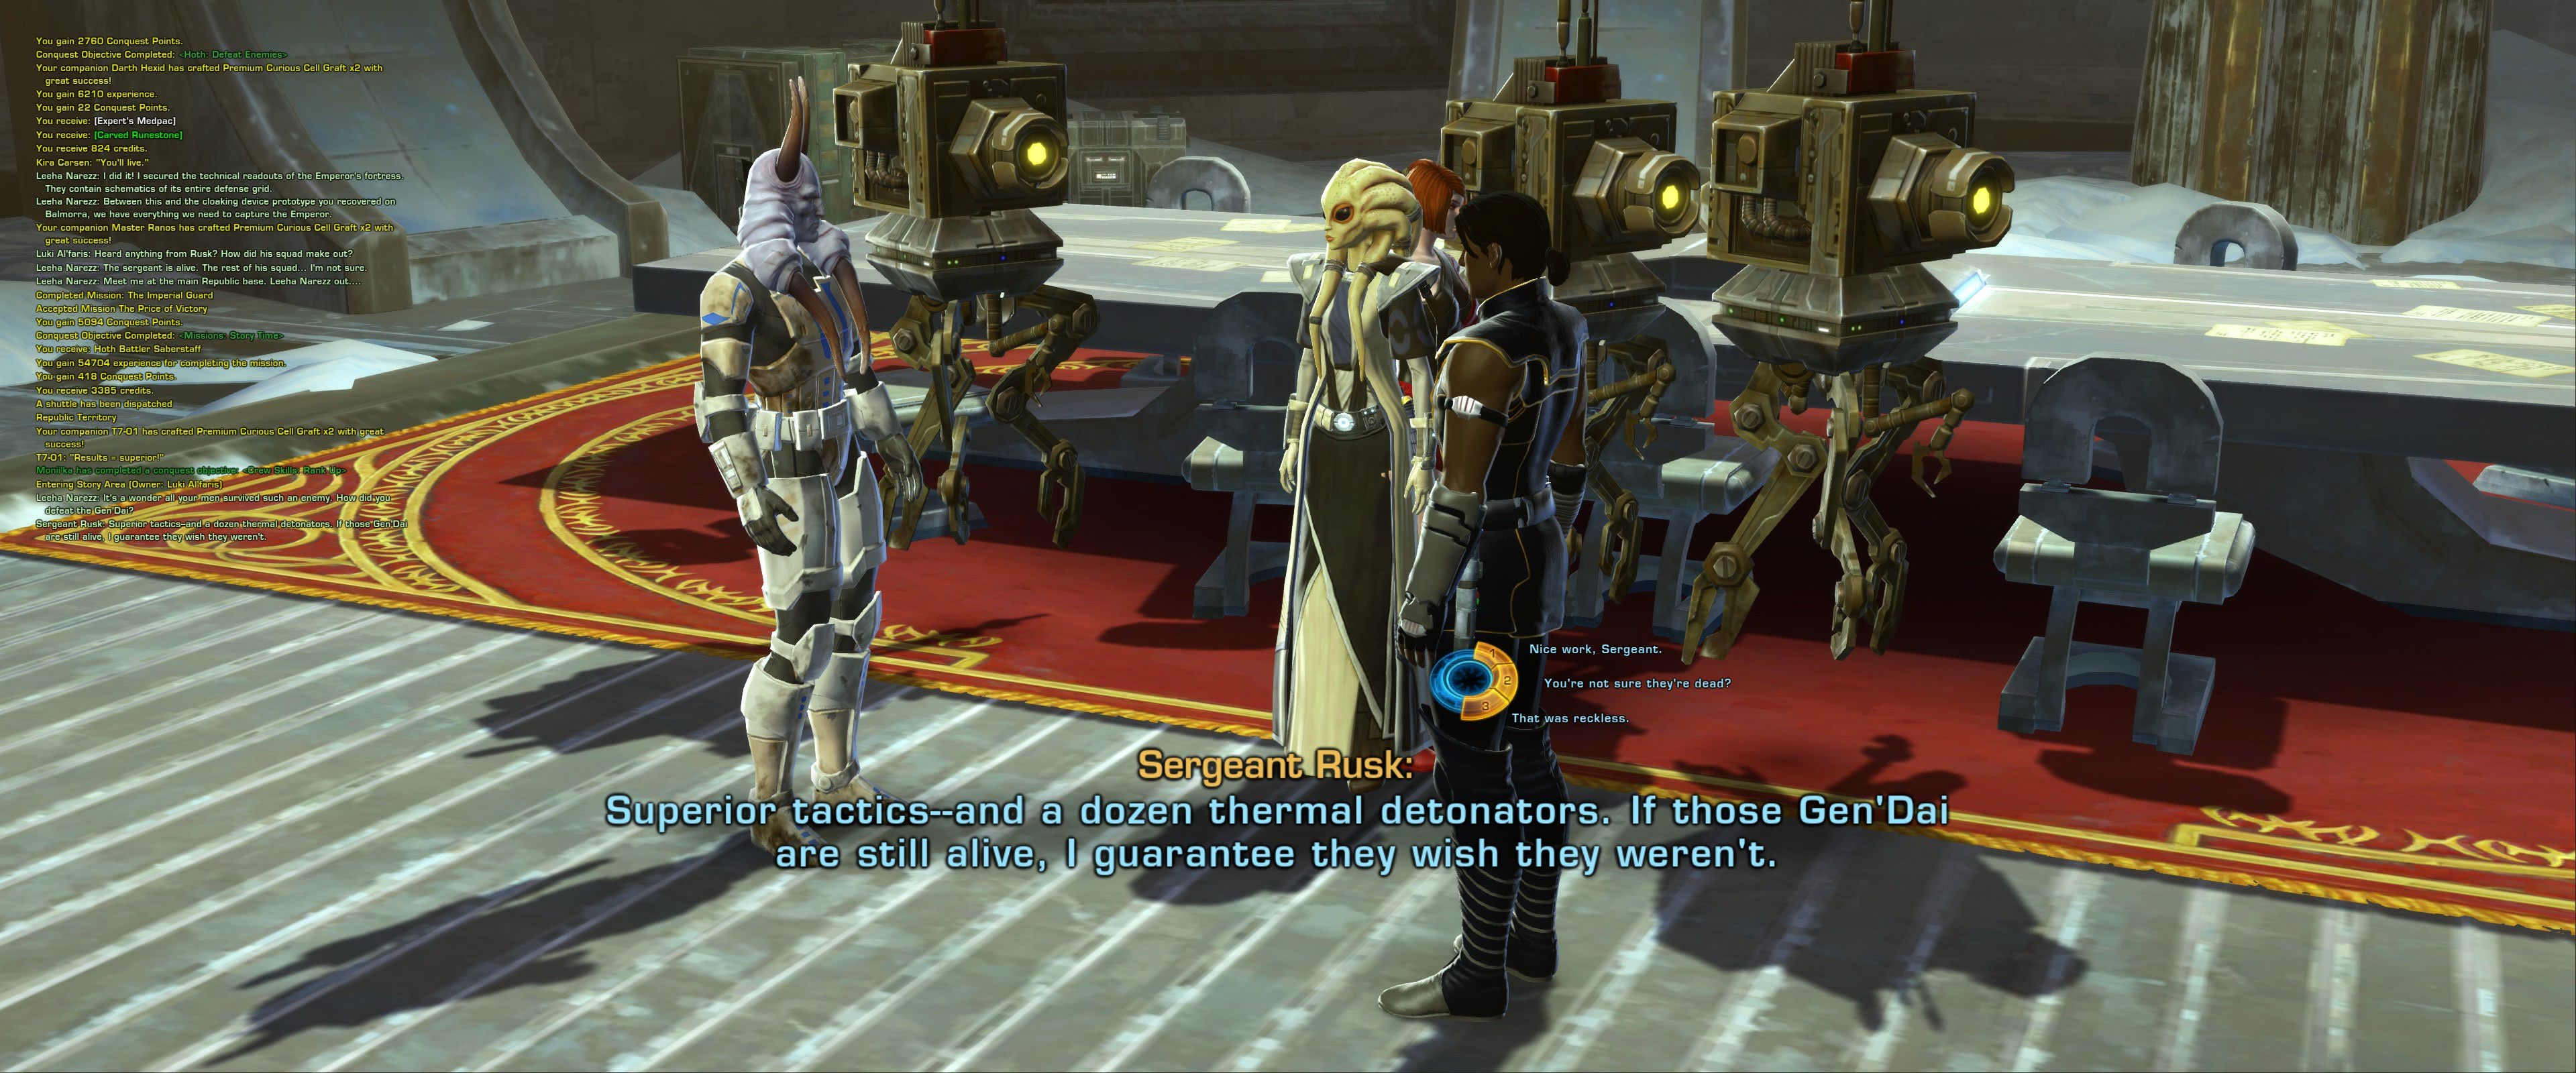 You gain 2760 Conquest Points.
Conquest Objective Completed: <Hoth: Defeat Enemies>
Your companion Darth Hexid has crafted Premium Curious Cell Graft x2 with
great success!
You gain 6210 experience.
You gain 22 Conquest Points.
You receive: [Expert's Medpac]
You receive: [Carved Runestone]
You receive 824 credits.
Kira Carsen: "You'll live."
Leeha Narezz: I did it! I secured the technical readouts of the Emperor's fortress.
They contain schematics of its entire defense grid.
Leeha Narezz: Between this and the cloaking device prototype you recovered on
Balmorra, we have everything we need to capture the Emperor.
Your companion Master Ranos has crafted Premium Curious Cell Graft x2 with
great success!
Luki Al'faris: Heard anything from Rusk? How did his squad make out?
Leeha Narezz: The sergeant is alive. The rest of his squad... I'm not sure.
Leeha Narezz: Meet me at the main Republic base. Leeha Narezz out....
Completed Mission: The Imperial Guard
Accepted Mission The Price of Victory
You gain 5094 Conquest Points.
Conquest Objective Completed: <Missions: Story Time>
You receive: Hoth Battler Saberstaff
You gain 54704 experience for completing the mission.
You gain 418 Conquest Points.
You receive 3385 credits.
A shuttle has been dispatched
Republic Territory
Your companion T7-01 has crafted Premium Curious Cell Graft x2 with great
success!
T7-01: "Results = superior!"
Moniika has completed a conquest objective: <Crew Skills: Rank Up>
Entering Story Area (Owner: Luki Al'faris)
Leeha Narezz: It's a wonder all your men survived such an enemy. How did you
defeat the Gen'Dai?
Sergeant Rusk: Superior tactics--and a dozen thermal detonators. If those Gen'Dai
are still alive, I guarantee they wish they weren't.
1 Nice work, Sergeant.
2 You're not sure they're dead?
3 That was reckless.
Sergeant Rusk:
Superior tactics--and a dozen thermal detonators. If those Gen'Dai
are still alive, I guarantee they wish they weren't.